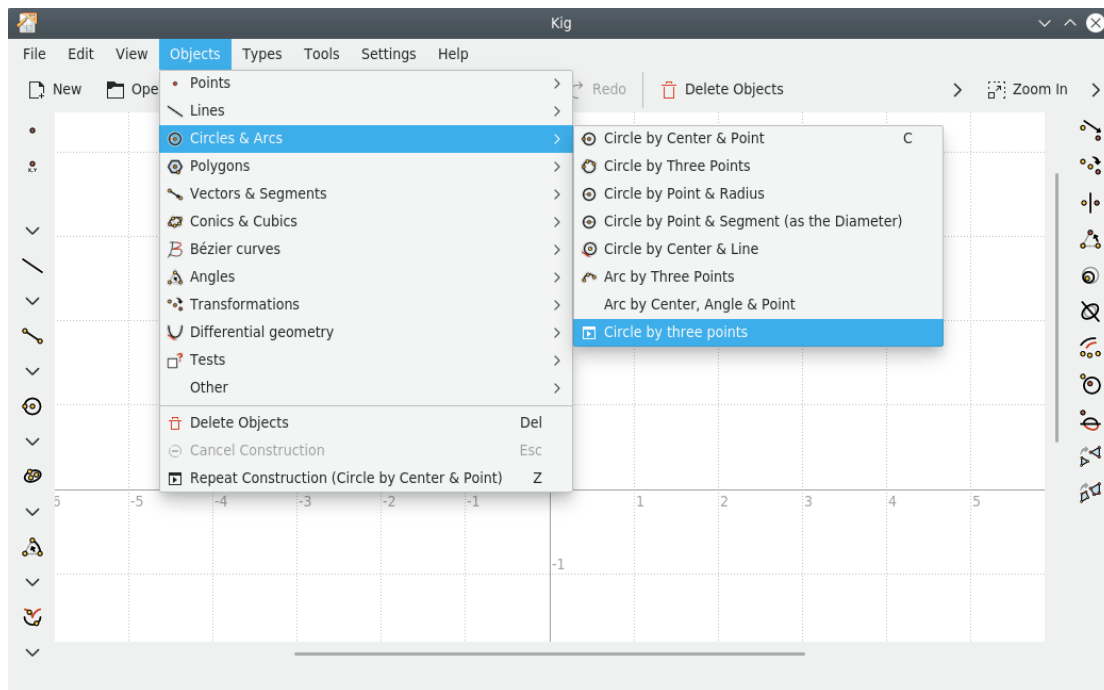 Kig
File Edit View Objects Types Tools Settings Help
New Ope Redo Delete Objects Zoom In
Points
Lines
Circles & Arcs
Polygons
Vectors & Segments
Conics & Cubics
Bézier curves
Angles
Transformations
Differential geometry
Tests
Other
Delete Objects Del
Cancel Construction Esc
Repeat Construction (Circle by Center & Point) Z
Circle by Center & Point C
Circle by Three Points
Circle by Point & Radius
Circle by Point & Segment (as the Diameter)
Circle by Center & Line
Arc by Three Points
Arc by Center, Angle & Point
Circle by three points
-5 -4 -3 -2 -1 1 2 3 4 5
-1